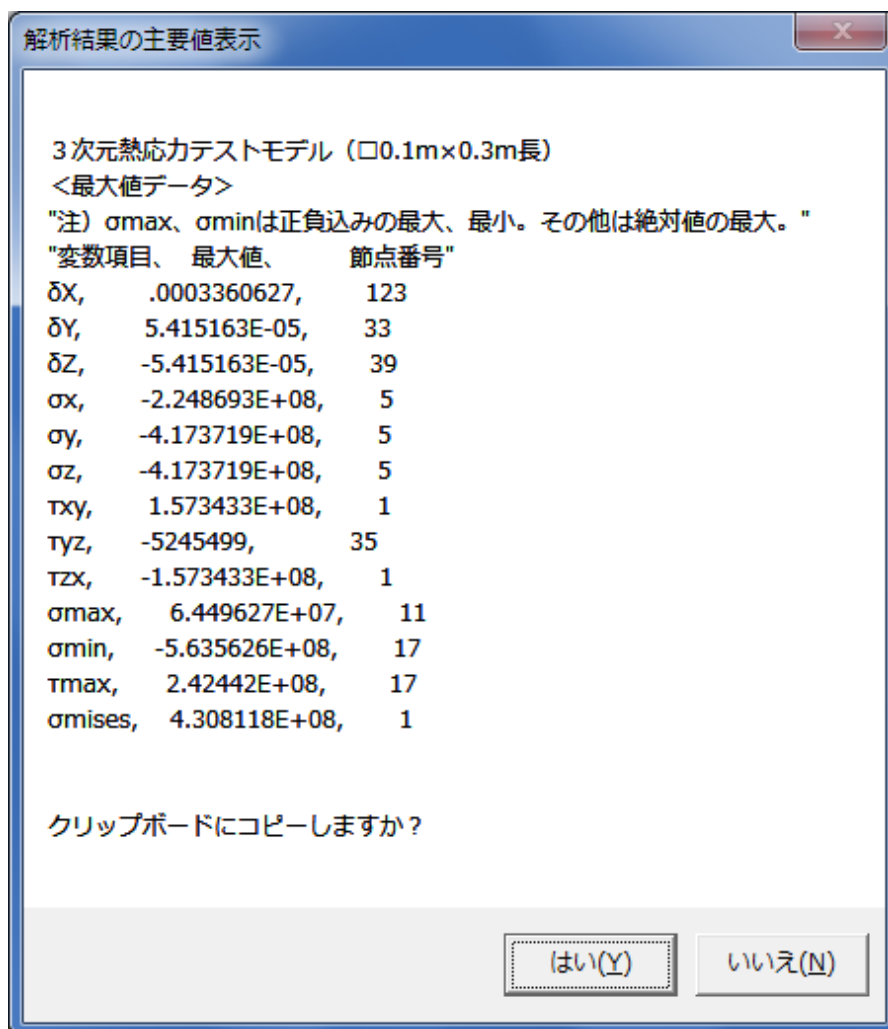 解析結果の主要値表示
３次元熱応力テストモデル（□0.1m×0.3m長）
＜最大値データ＞
"注）σmax、σminは正負込みの最大、最小。その他は絶対値の最大。"
"変数項目、 最大値、 節点番号"
δX, .0003360627, 123
δY, 5.415163E-05, 33
δZ, -5.415163E-05, 39
σx, -2.248693E+08, 5
σy, -4.173719E+08, 5
σz, -4.173719E+08, 5
τxy, 1.573433E+08, 1
τyz, -5245499, 35
τzx, -1.573433E+08, 1
σmax, 6.449627E+07, 11
σmin, -5.635626E+08, 17
τmax, 2.42442E+08, 17
σmises, 4.308118E+08, 1
クリップボードにコピーしますか？
はい(Y) いいえ(N)